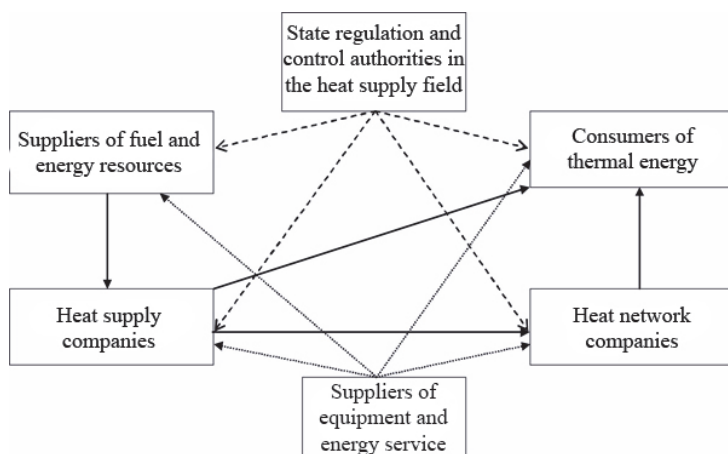 State regulation and
control authorities in
the heat supply field
Suppliers of fuel and
energy resources
Consumers of
thermal energy
Heat supply
companies
Heat network
companies
Suppliers of
equipment and
energy service